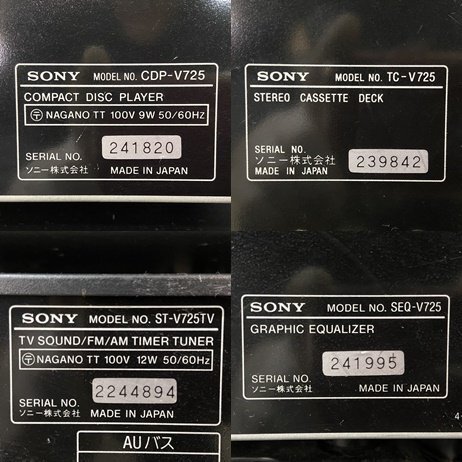 SONY MODEL NO. CDP-V725
COMPACT DISC PLAYER
〒 NAGANO TT 100V 9W 50/60Hz
SERIAL NO. 241820
ソニー株式会社 MADE IN JAPAN
SONY MODEL NO. TC-V725
STEREO CASSETTE DECK
SERIAL NO.
ソニー株式会社 239842
MADE IN JAPAN
SONY MODEL NO. ST-V725TV
TV SOUND/FM/AM TIMER TUNER
〒 NAGANO TT 100V 12W 50/60Hz
2244894
SERIAL NO.
ソニー株式会社 MADE IN JAPAN
AUバス
SONY MODEL NO. SEQ-V725
GRAPHIC EQUALIZER
241995
SERIAL NO.
ソニー株式会社 MADE IN JAPAN
4-